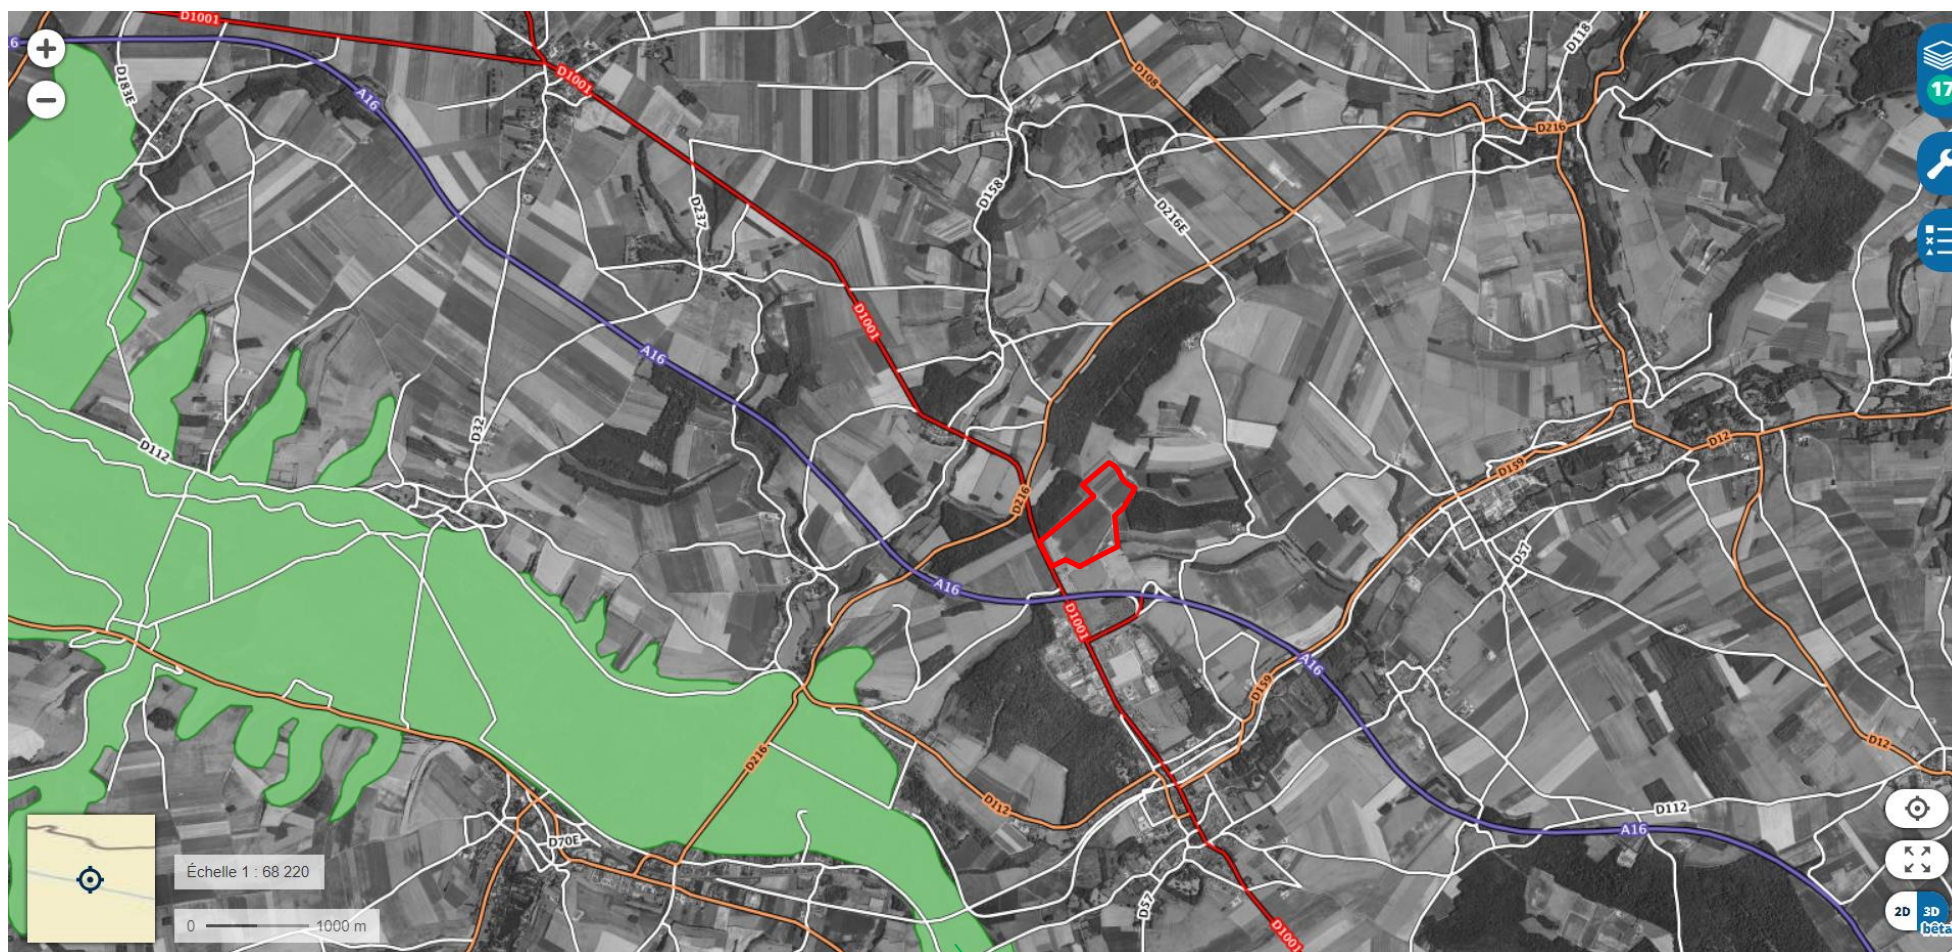 D1001
16
D118
A16
D1001
D108
17
D183E
D216
D158
D237
D216E
D1001
A16
D32
D12
D112
D159
D216
D57
A16
D1001
A16
D159
D12
D216
D112
D112
A16
D70E
Échelle 1 : 68 220
D57
0 1000 m
D1001
2D 3D
bêta